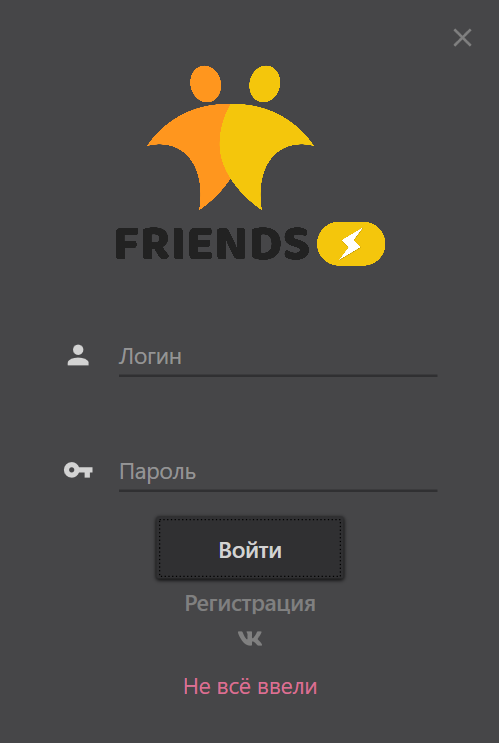 FRIENDS
Логин
Пароль
Войти
Регистрация
Не всё ввели